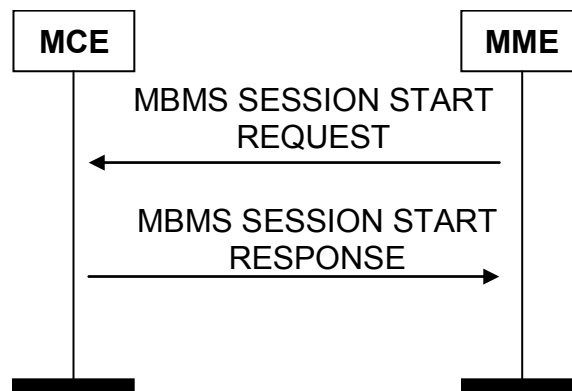 MCE
MME
MBMS SESSION START
REQUEST
MBMS SESSION START
RESPONSE